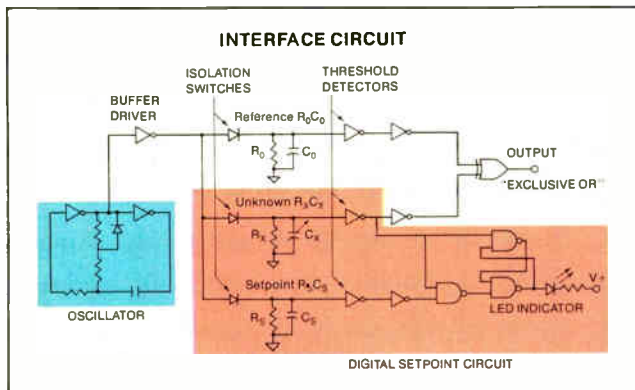 INTERFACE CIRCUIT
ISOLATION
SWITCHES
THRESHOLD
DETECTORS
BUFFER
DRIVER
Reference R₀C₀
R₀
C₀
OUTPUT
"EXCLUSIVE OR"
Unknown RₓCₓ
Rₓ
Cₓ
Setpoint RₛCₛ
Rₛ
Cₛ
V+
LED INDICATOR
OSCILLATOR
DIGITAL SETPOINT CIRCUIT